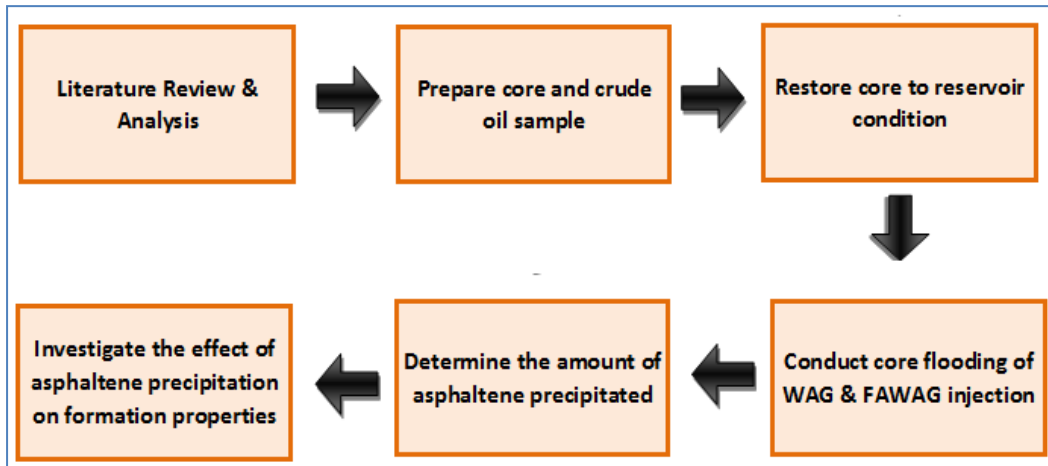 Literature Review &
Analysis
Prepare core and crude
oil sample
Restore core to reservoir
condition
Conduct core flooding of
WAG & FAWAG injection
Determine the amount of
asphaltene precipitated
Investigate the effect of
asphaltene precipitation
on formation properties